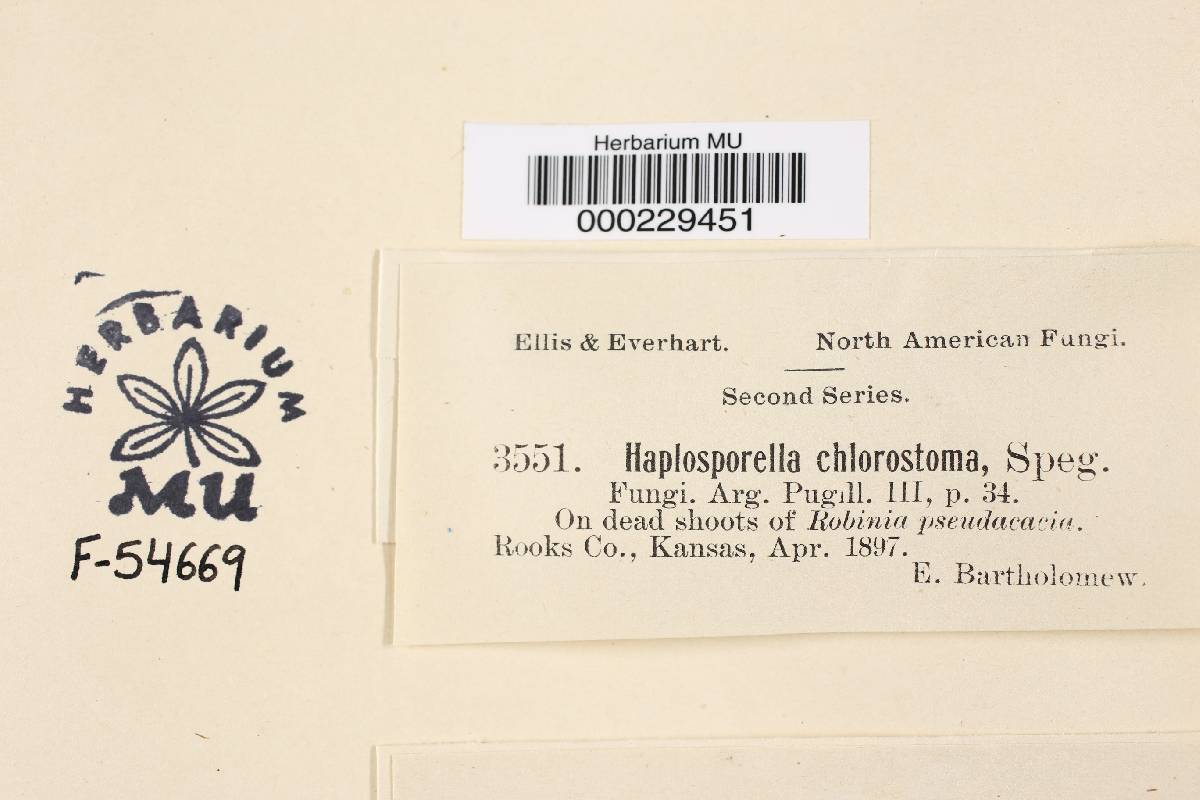 Herbarium MU
000229451
HERBARIUM
MU
F-54669
Ellis & Everhart. North American Fungi.
Second Series.
3551. Haplosporella chlorostoma, Speg.
Fungi. Arg. Pugill. III, p. 34.
On dead shoots of Robinia pseudacacia.
Rooks Co., Kansas, Apr. 1897.
E. Bartholomew.